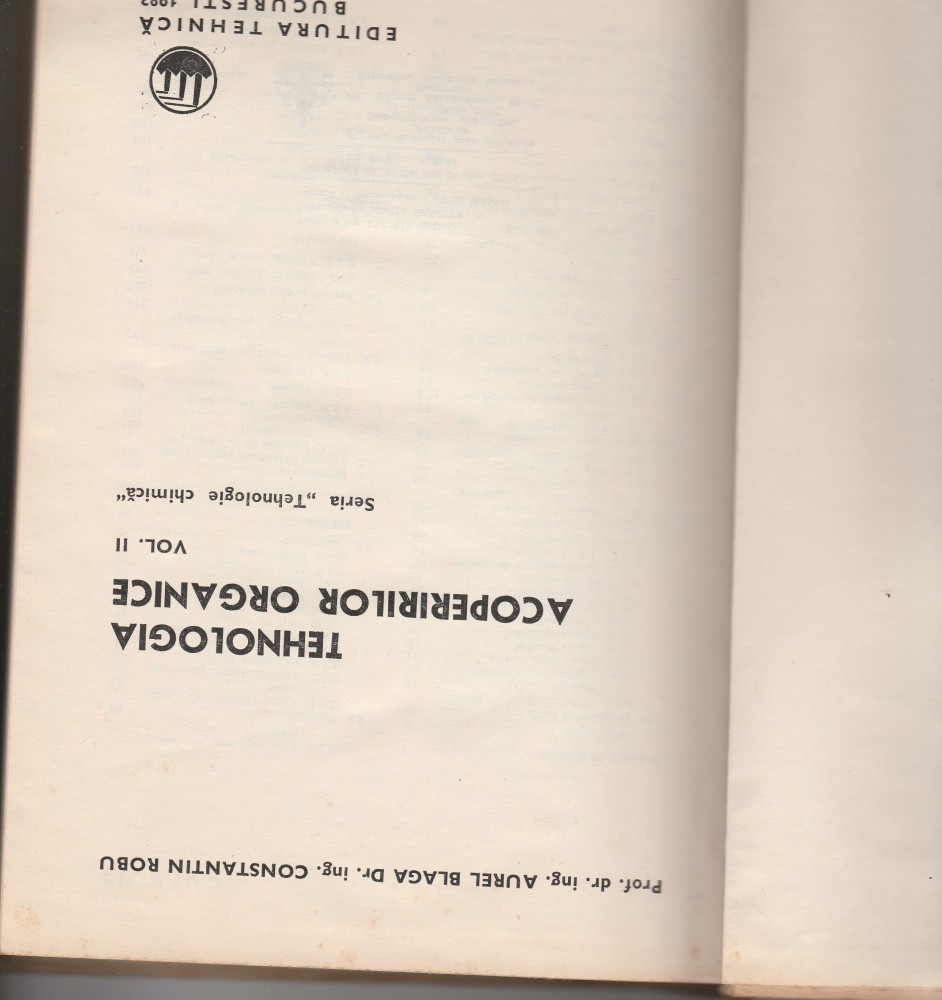 Prof. dr. ing. AUREL BLAGA Dr. ing. CONSTANTIN ROBU
TEHNOLOGIA
ACOPERIRILOR ORGANICE
VOL. II
Seria „Tehnologie chimică“
EDITURA TEHNICĂ
BUCUREȘTI